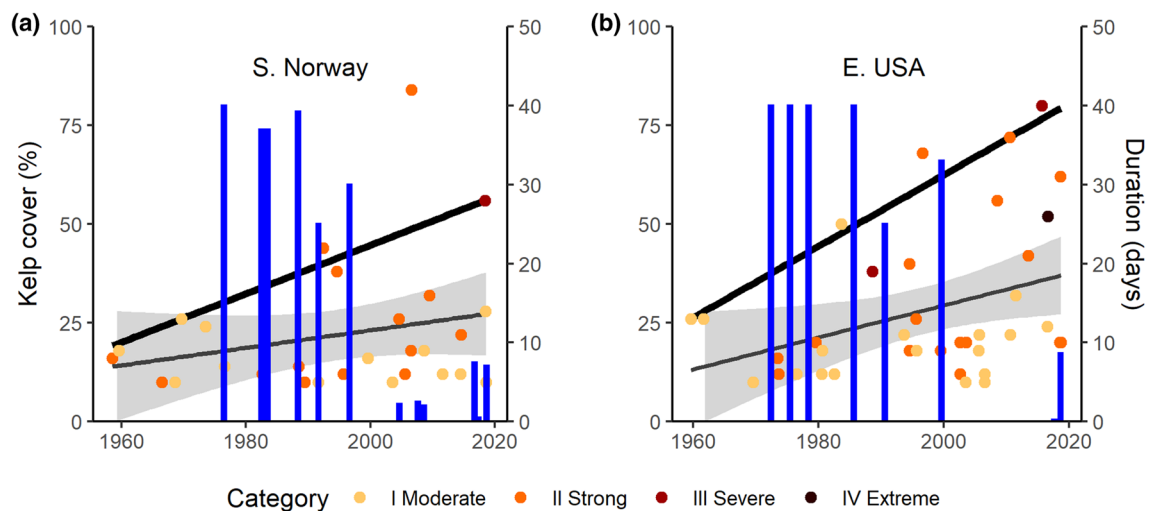 (a)
S. Norway
Kelp cover (%)
100
75
50
25
0
50
40
30
20
10
0
1960 1980 2000 2020
(b)
E. USA
100
75
50
25
0
50
40
30
20
10
0
Duration (days)
1960 1980 2000 2020
Category I Moderate II Strong III Severe IV Extreme